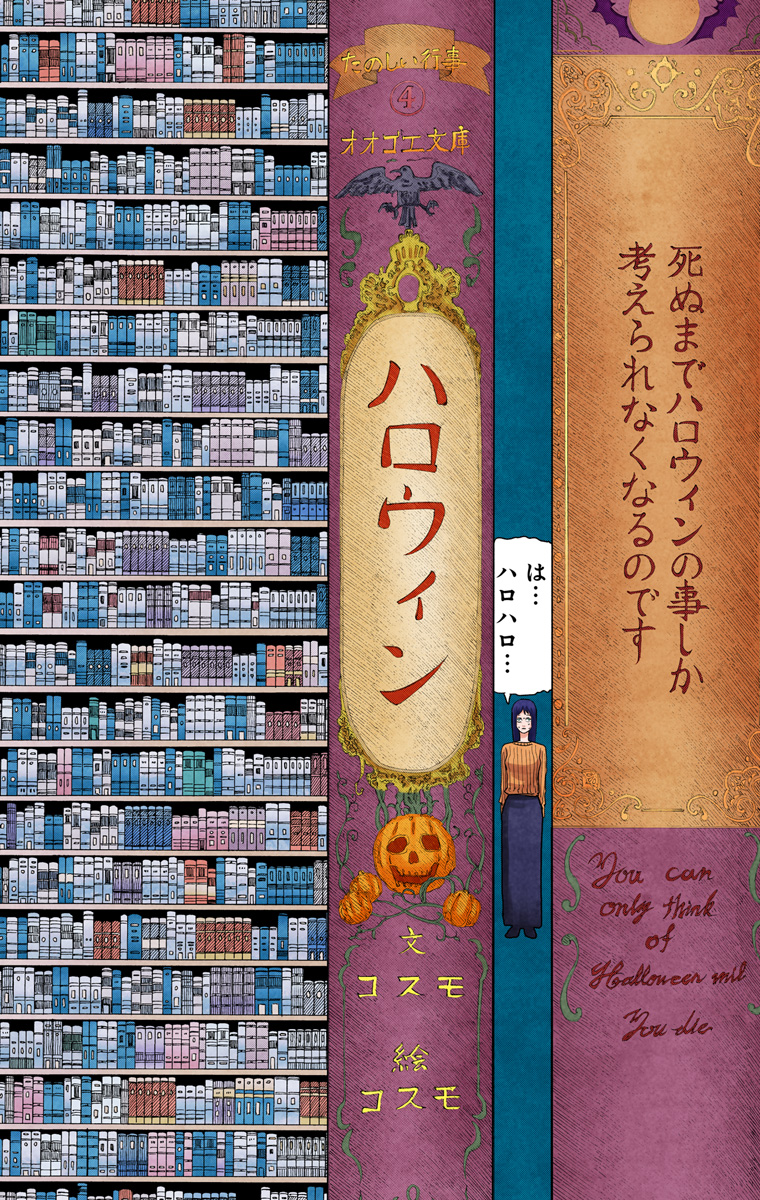 死ぬまでハロウィンの事しか
考えられなくなるのです
You can
only think
of
Halloween until
You die
は…
ハロハロ…
たのしい行事
④
オオゴエ文庫
ハロウィン
文
コスモ
絵
コスモ